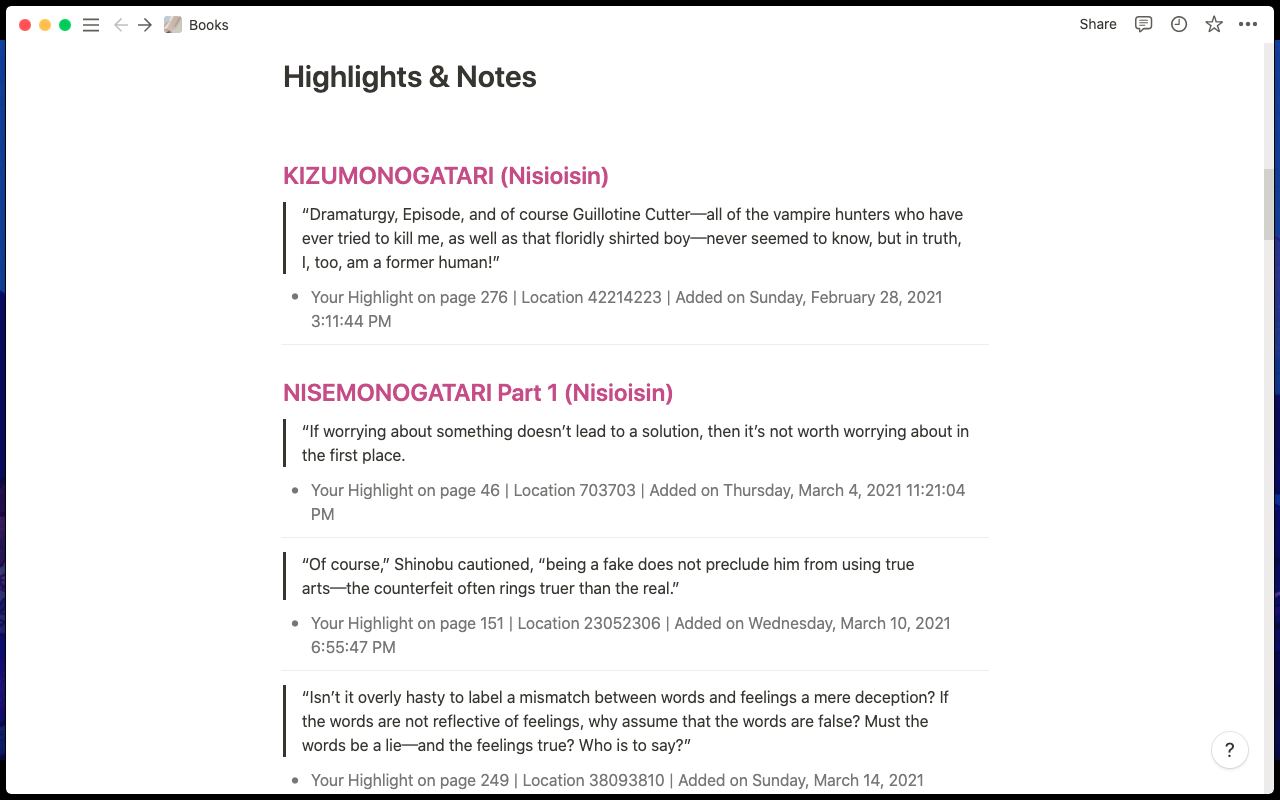 Books
Share
Highlights & Notes
KIZUMONOGATARI (Nisioisin)
“Dramaturgy, Episode, and of course Guillotine Cutter—all of the vampire hunters who have
ever tried to kill me, as well as that floridly shirted boy—never seemed to know, but in truth,
I, too, am a former human!”
• Your Highlight on page 276 | Location 42214223 | Added on Sunday, February 28, 2021
3:11:44 PM
NISEMONOGATARI Part 1 (Nisioisin)
“If worrying about something doesn’t lead to a solution, then it’s not worth worrying about in
the first place.
• Your Highlight on page 46 | Location 703703 | Added on Thursday, March 4, 2021 11:21:04
PM
“Of course,” Shinobu cautioned, “being a fake does not preclude him from using true
arts—the counterfeit often rings truer than the real.”
• Your Highlight on page 151 | Location 23052306 | Added on Wednesday, March 10, 2021
6:55:47 PM
“Isn’t it overly hasty to label a mismatch between words and feelings a mere deception? If
the words are not reflective of feelings, why assume that the words are false? Must the
words be a lie—and the feelings true? Who is to say?”
• Your Highlight on page 249 | Location 38093810 | Added on Sunday, March 14, 2021
?